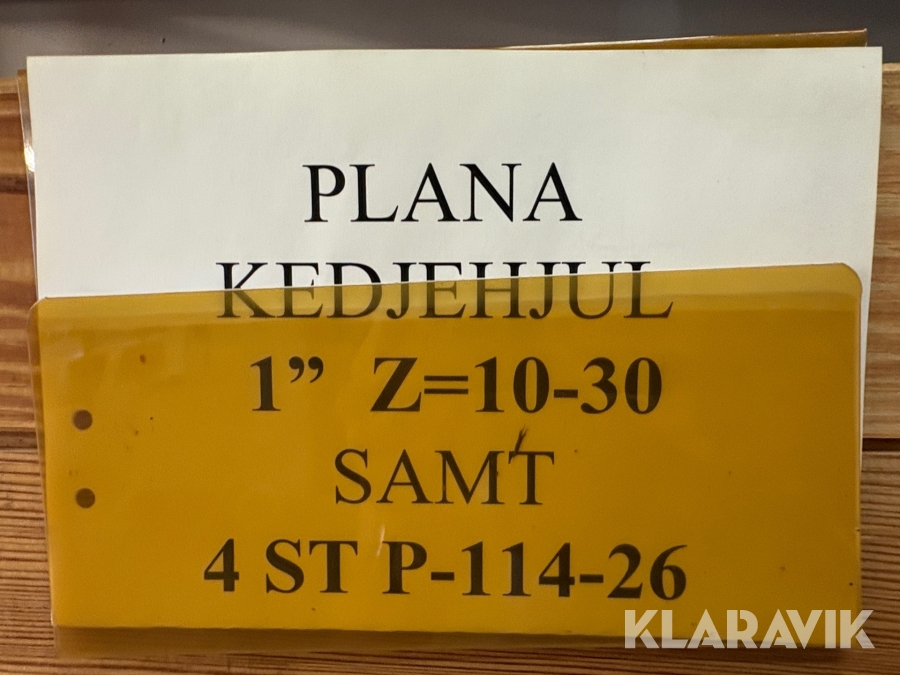 PLANA
KEDJEHJUL
1” Z=10-30
SAMT
4 ST P-114-26
KLARAVIK